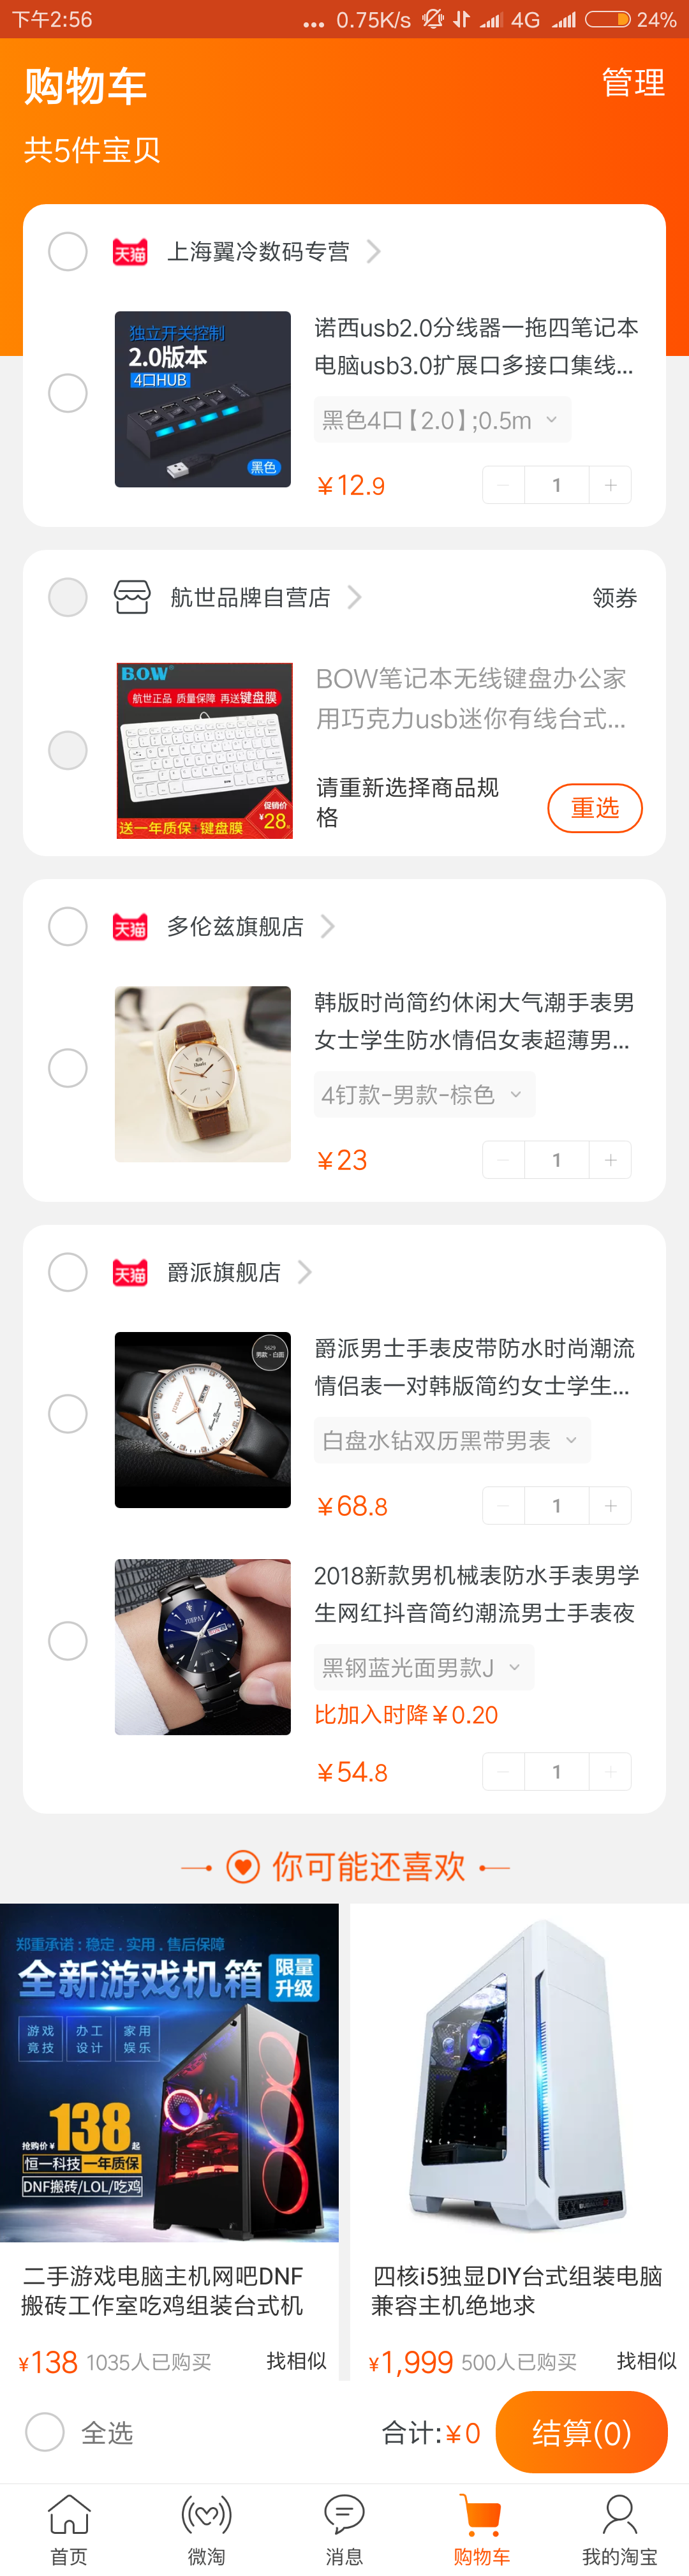 下午2:56
... 0.75K/s 4G 24%
购物车
管理
共5件宝贝
天猫 上海翼冷数码专营
独立开关控制
2.0版本
4口HUB
黑色
诺西usb2.0分线器一拖四笔记本
电脑usb3.0扩展口多接口集线...
黑色4口【2.0】;0.5m
￥12.9
1 +
航世品牌自营店
领券
B.O.W
航世正品 质量保障 再送键盘膜
促销价
¥28
送一年质保 键盘膜
BOW笔记本无线键盘办公家
用巧克力usb迷你有线台式...
请重新选择商品规
格
重选
天猫 多伦兹旗舰店
韩版时尚简约休闲大气潮手表男
女士学生防水情侣女表超薄男...
4钉款-男款-棕色
￥23
1 +
天猫 爵派旗舰店
男款·白面
JUEPAI
爵派男士手表皮带防水时尚潮流
情侣表一对韩版简约女士学生...
白盘水钻双历黑带男表
￥68.8
1 +
JUEPAI
2018新款男机械表防水手表男学
生网红抖音简约潮流男士手表夜
黑钢蓝光面男款J
比加入时降￥0.20
￥54.8
1 +
你可能还喜欢
郑重承诺：稳定．实用．售后保障
全新游戏机箱
限量
升级
游戏
竞技
办工
设计
家用
娱乐
抢购价¥138起
恒一科技 一年质保
DNF搬砖/LOL/吃鸡
二手游戏电脑主机网吧DNF
搬砖工作室吃鸡组装台式机
¥138 1035人已购买 找相似
四核i5独显DIY台式组装电脑
兼容主机绝地求
¥1,999 500人已购买 找相似
全选
合计:￥0
结算(0)
首页
微淘
消息
购物车
我的淘宝